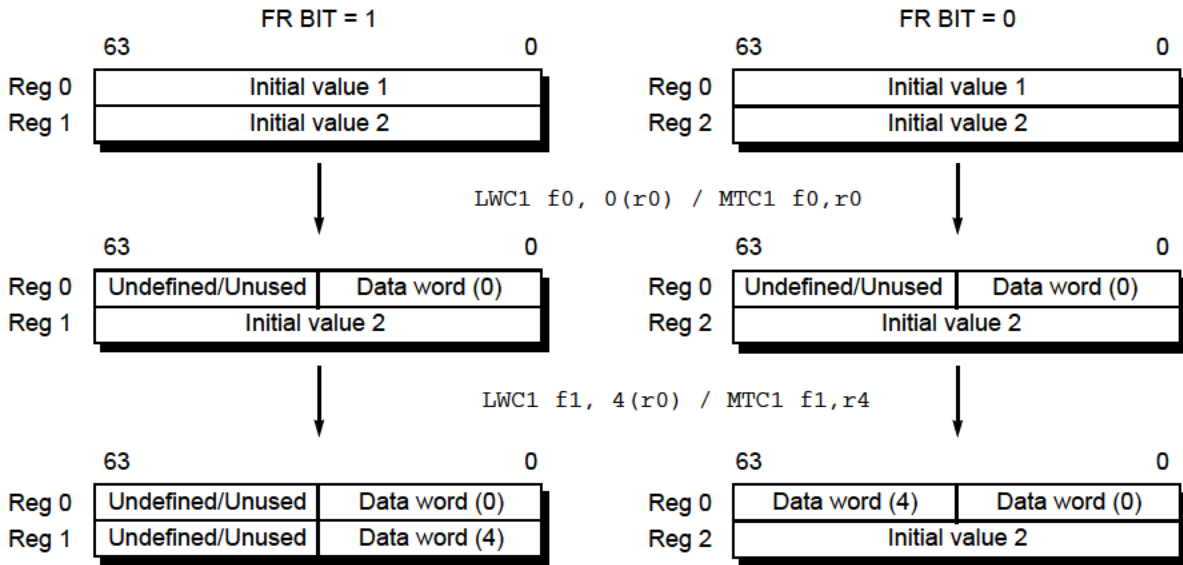 FR BIT = 1 FR BIT = 0
63 0 63 0
Reg 0 Initial value 1 Reg 0 Initial value 1
Reg 1 Initial value 2 Reg 2 Initial value 2
LWC1 f0, 0(r0) / MTC1 f0,r0
63 0 63 0
Reg 0 Undefined/Unused Data word (0) Reg 0 Undefined/Unused Data word (0)
Reg 1 Initial value 2 Reg 2 Initial value 2
LWC1 f1, 4(r0) / MTC1 f1,r4
63 0 63 0
Reg 0 Undefined/Unused Data word (0) Reg 0 Data word (4) Data word (0)
Reg 1 Undefined/Unused Data word (4) Reg 2 Initial value 2